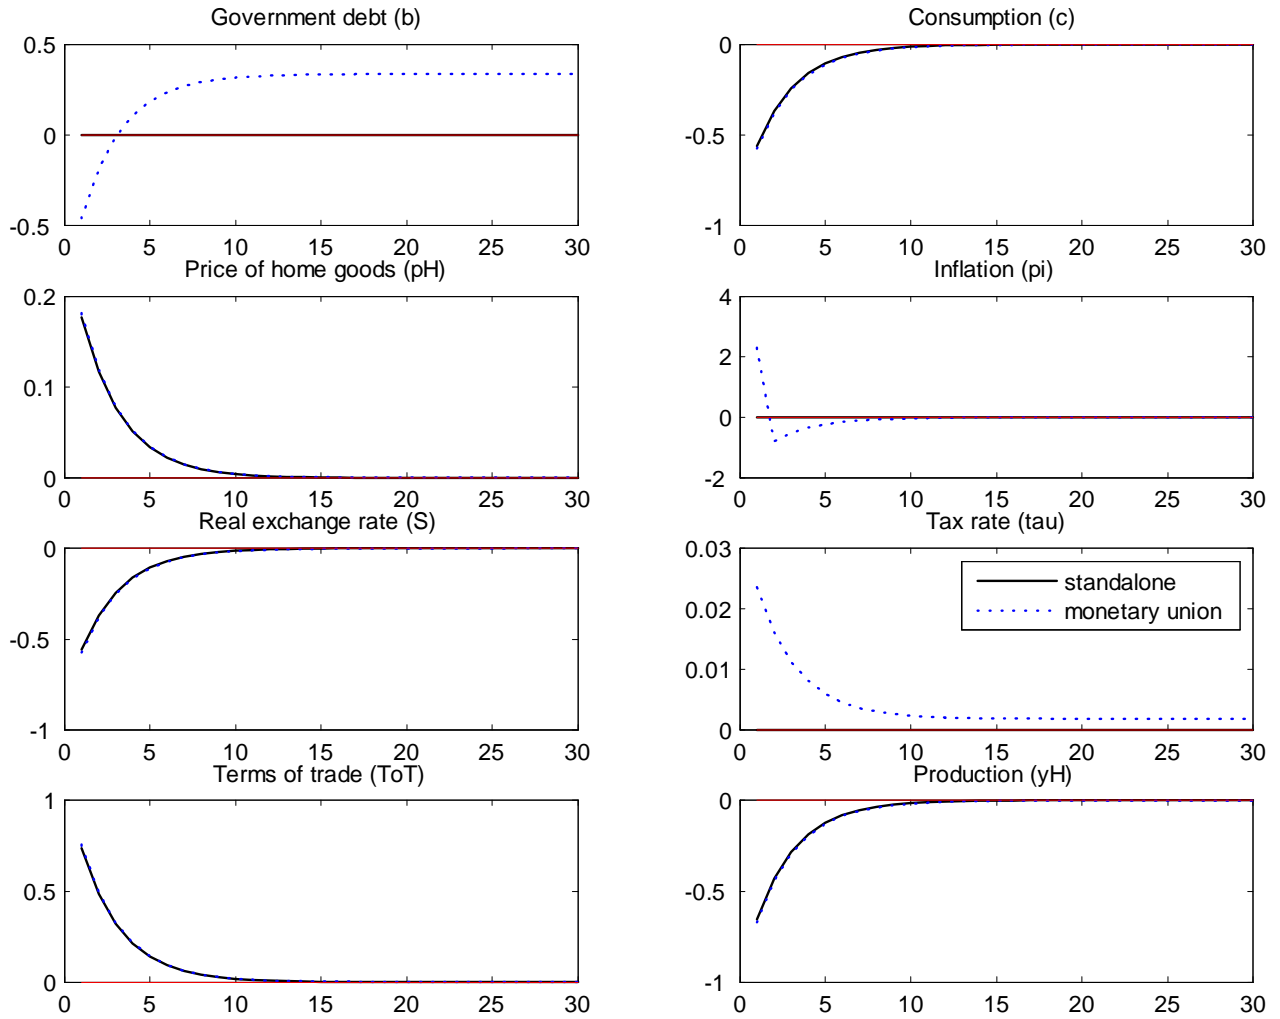 Government debt (b)
0.5
0
-0.5
0 5 10 15 20 25 30
Consumption (c)
0
-0.5
-1
0 5 10 15 20 25 30
Price of home goods (pH)
0.2
0.1
0
0 5 10 15 20 25 30
Inflation (pi)
4
2
0
-2
0 5 10 15 20 25 30
Real exchange rate (S)
0
-0.5
-1
0 5 10 15 20 25 30
Tax rate (tau)
0.03
0.02
0.01
0
standalone
monetary union
0 5 10 15 20 25 30
Terms of trade (ToT)
1
0.5
0
0 5 10 15 20 25 30
Production (yH)
0
-0.5
-1
0 5 10 15 20 25 30